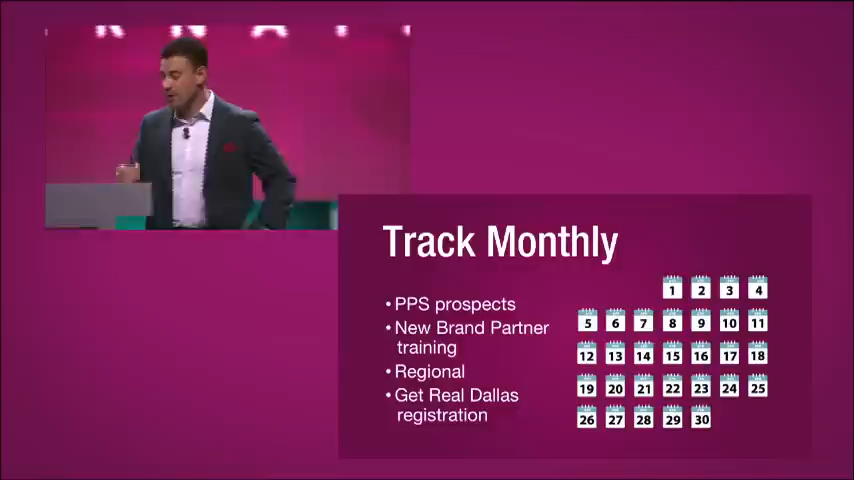 Track Monthly
• PPS prospects
• New Brand Partner
training
• Regional
• Get Real Dallas
registration
1 2 3 4
5 6 7 8 9 10 11
12 13 14 15 16 17 18
19 20 21 22 23 24 25
26 27 28 29 30